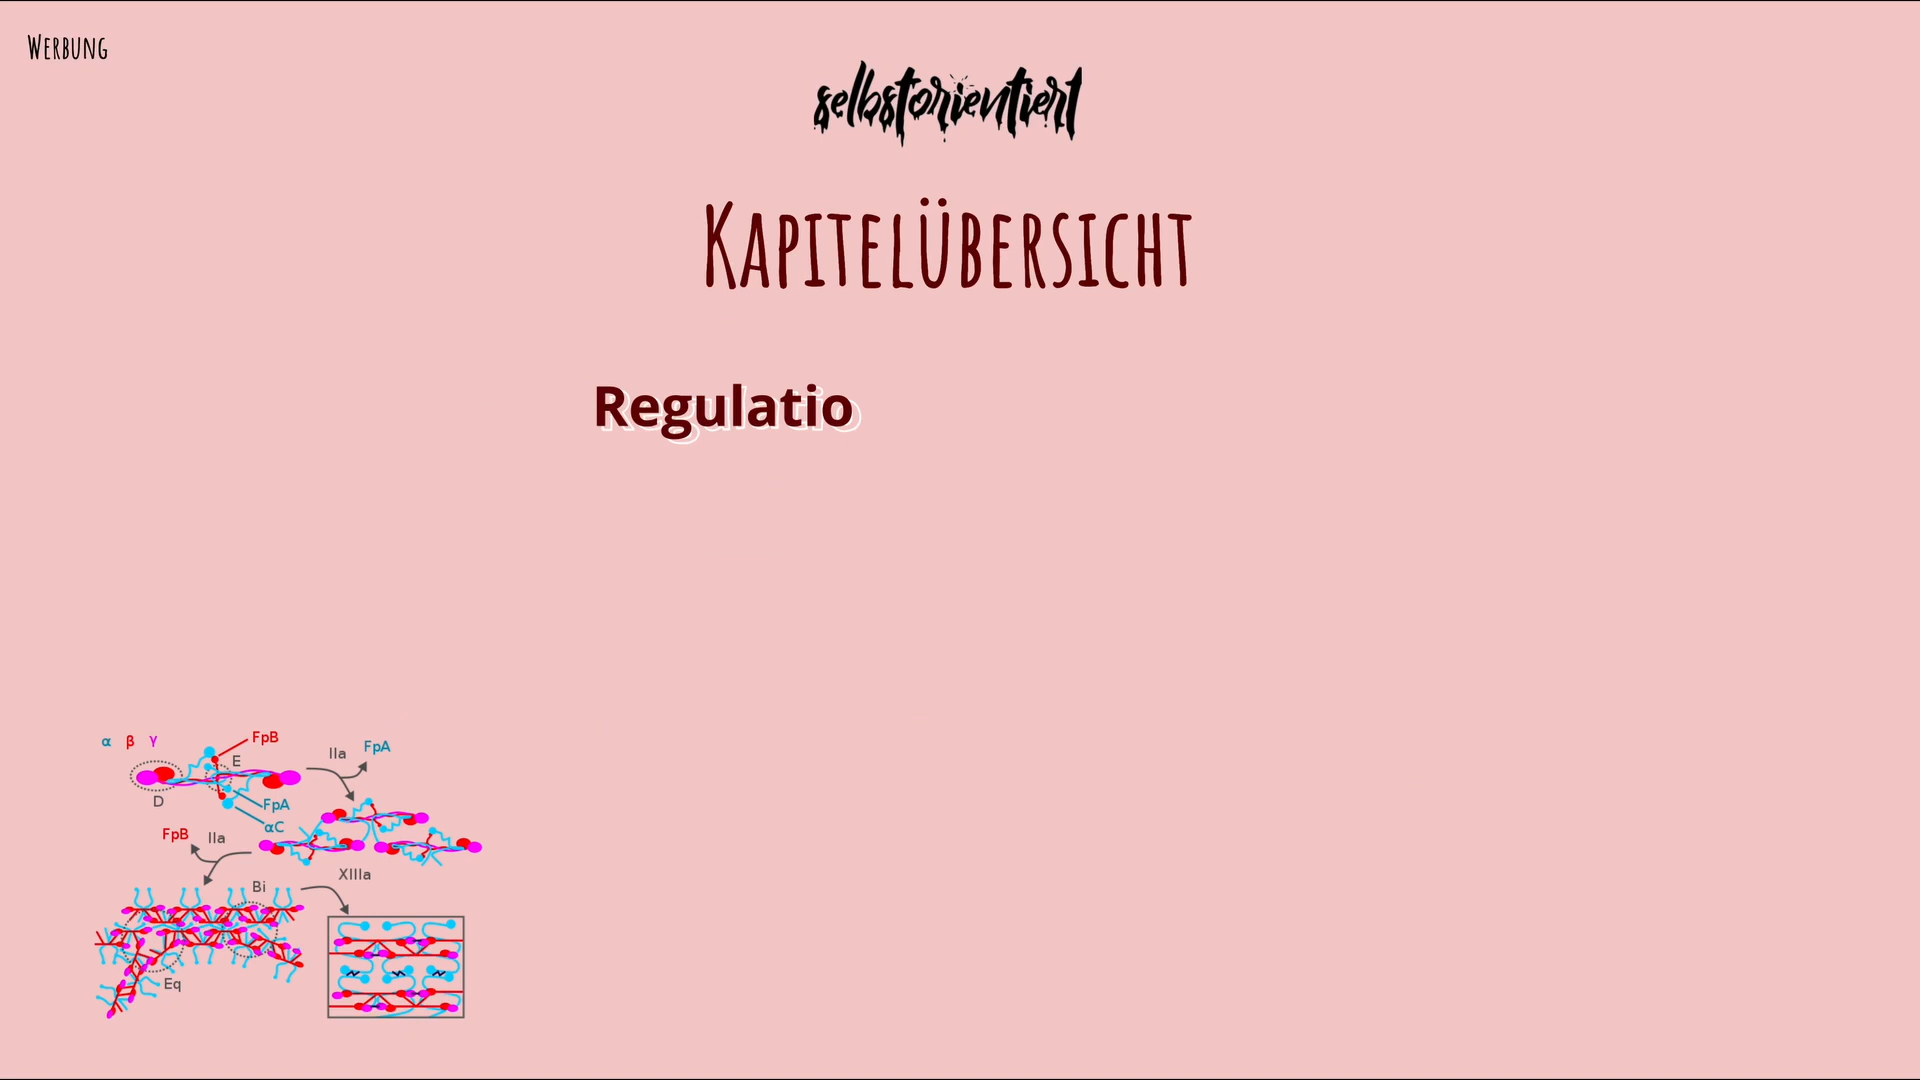 Werbung
selbstorientiert
Kapitelübersicht
Regulatio
α β γ
FpB
E
IIa
FpA
D
FpA
αC
FpB
IIa
XIIIa
Bi
Eq